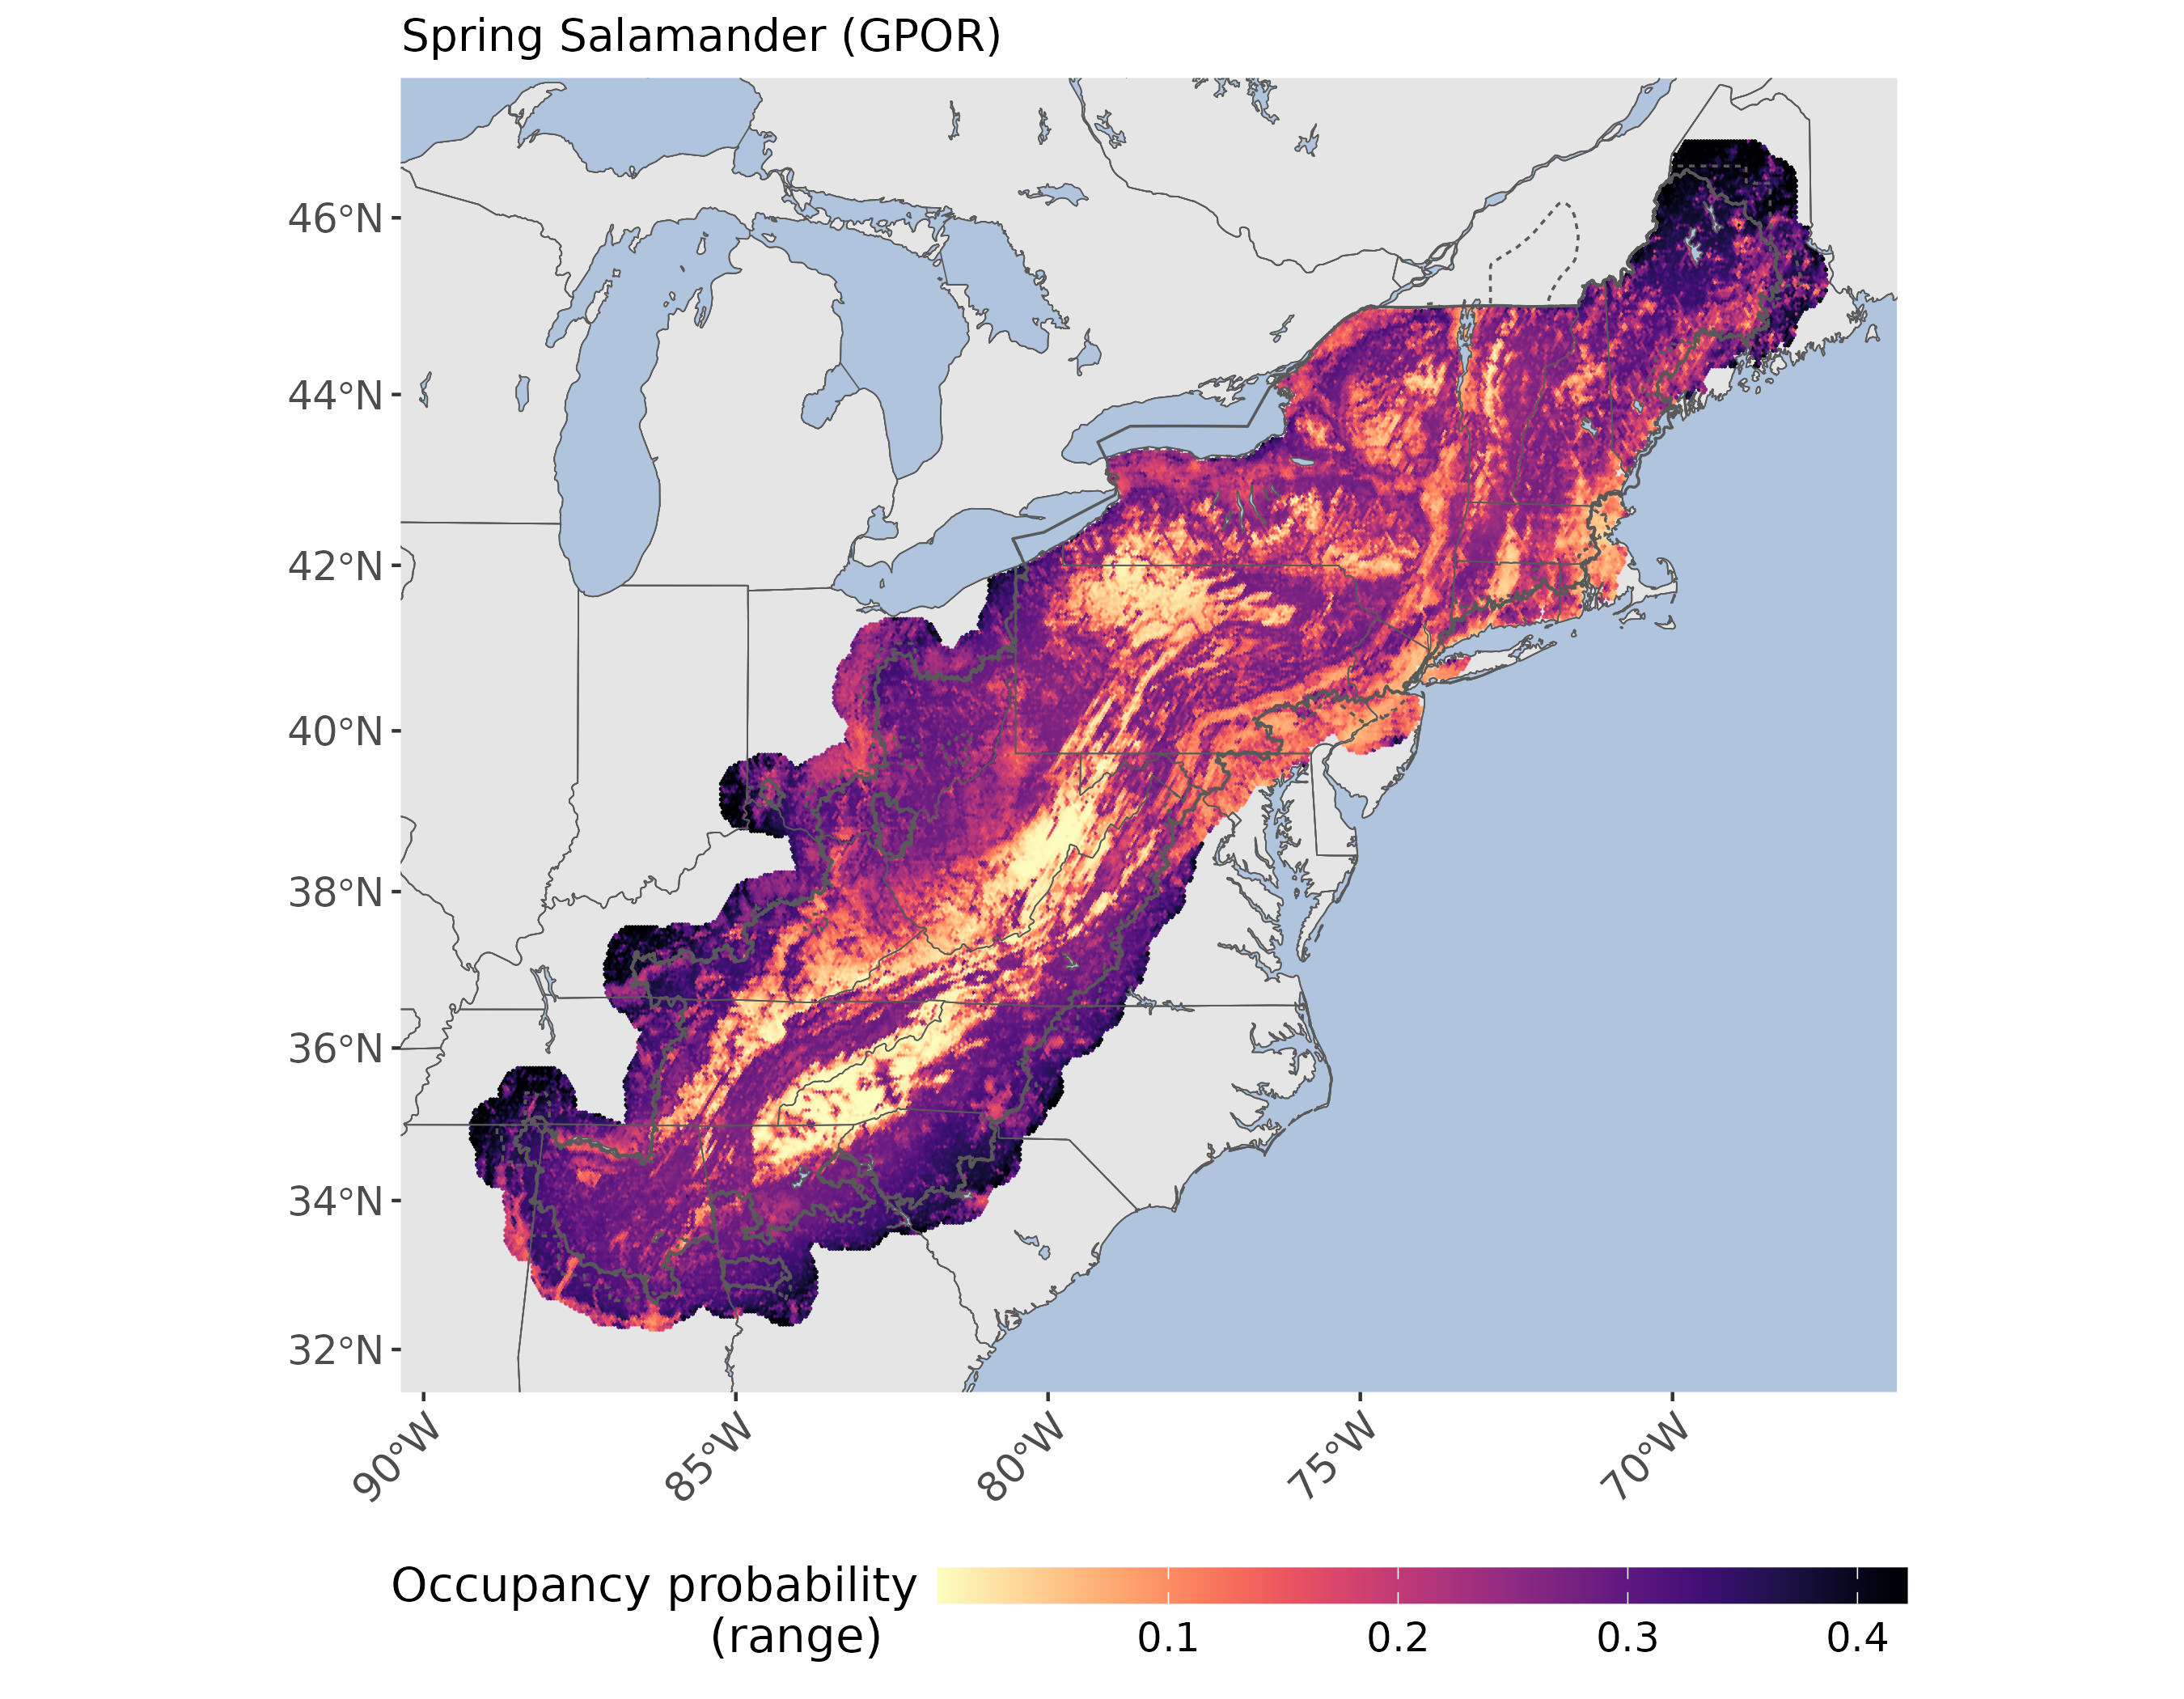 Spring Salamander (GPOR)
46°N
44°N
42°N
40°N
38°N
36°N
34°N
32°N
90°W
85°W
80°W
75°W
70°W
Occupancy probability
(range)
0.1
0.2
0.3
0.4